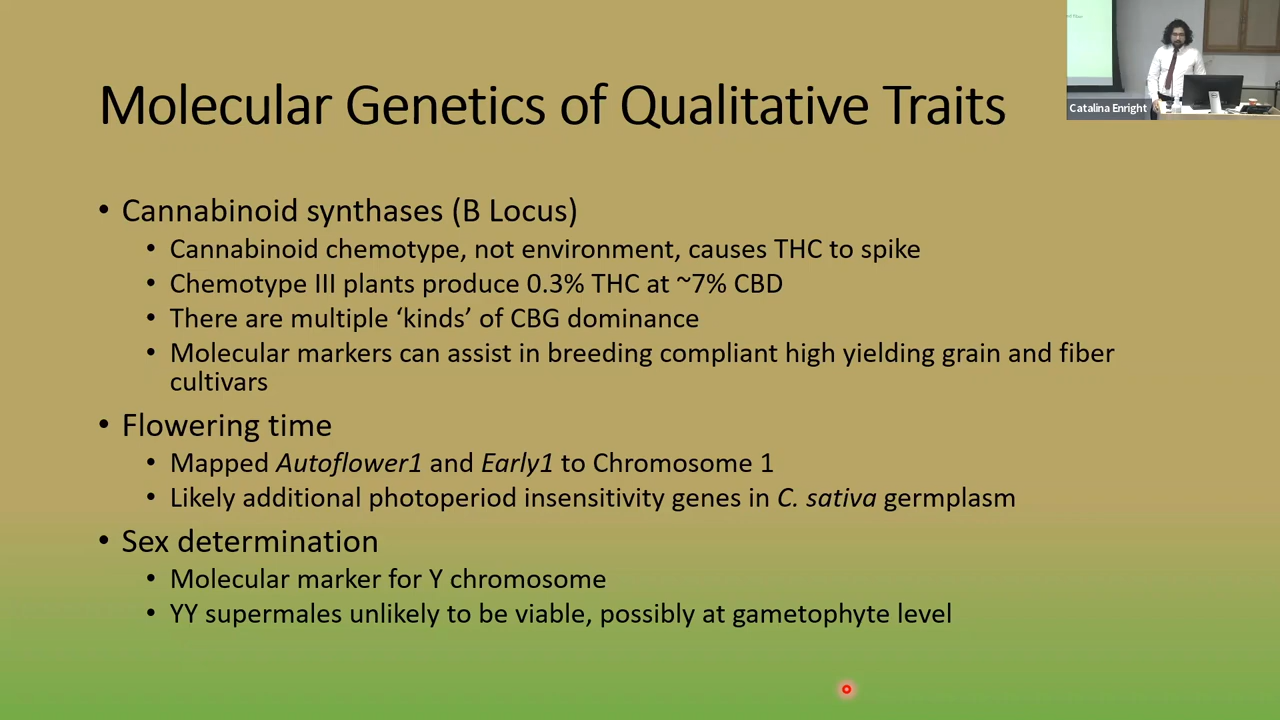 Molecular Genetics of Qualitative Traits
Catalina Enright
• Cannabinoid synthases (B Locus)
• Cannabinoid chemotype, not environment, causes THC to spike
• Chemotype III plants produce 0.3% THC at ~7% CBD
• There are multiple ‘kinds’ of CBG dominance
• Molecular markers can assist in breeding compliant high yielding grain and fiber
cultivars
• Flowering time
• Mapped Autoflower1 and Early1 to Chromosome 1
• Likely additional photoperiod insensitivity genes in C. sativa germplasm
• Sex determination
• Molecular marker for Y chromosome
• YY supermales unlikely to be viable, possibly at gametophyte level